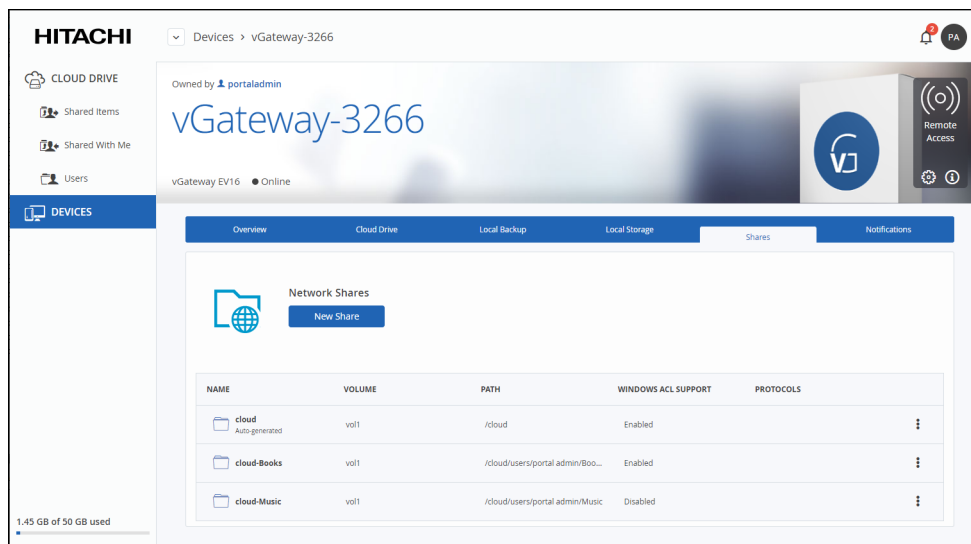 HITACHI
Devices > vGateway-3266
2
PA
CLOUD DRIVE
Shared Items
Shared With Me
Users
DEVICES
Owned by portaladmin
vGateway-3266
vGateway EV16 ● Online
Remote
Access
Overview Cloud Drive Local Backup Local Storage Shares Notifications
Network Shares
New Share
NAME VOLUME PATH WINDOWS ACL SUPPORT PROTOCOLS
cloud
Auto-generated
vol1 /cloud Enabled
cloud-Books vol1 /cloud/users/portal admin/Boo... Enabled
cloud-Music vol1 /cloud/users/portal admin/Music Disabled
1.45 GB of 50 GB used